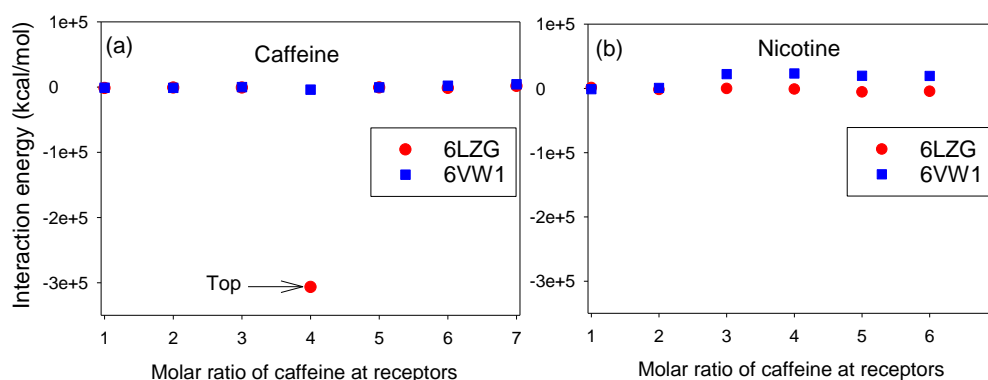 Interaction energy (kcal/mol)
(a)
Caffeine
1e+5
0
-1e+5
-2e+5
-3e+5
6LZG
6VW1
Top
1 2 3 4 5 6 7
Molar ratio of caffeine at receptors
(b)
Nicotine
1e+5
0
-1e+5
-2e+5
-3e+5
6LZG
6VW1
1 2 3 4 5 6
Molar ratio of caffeine at receptors